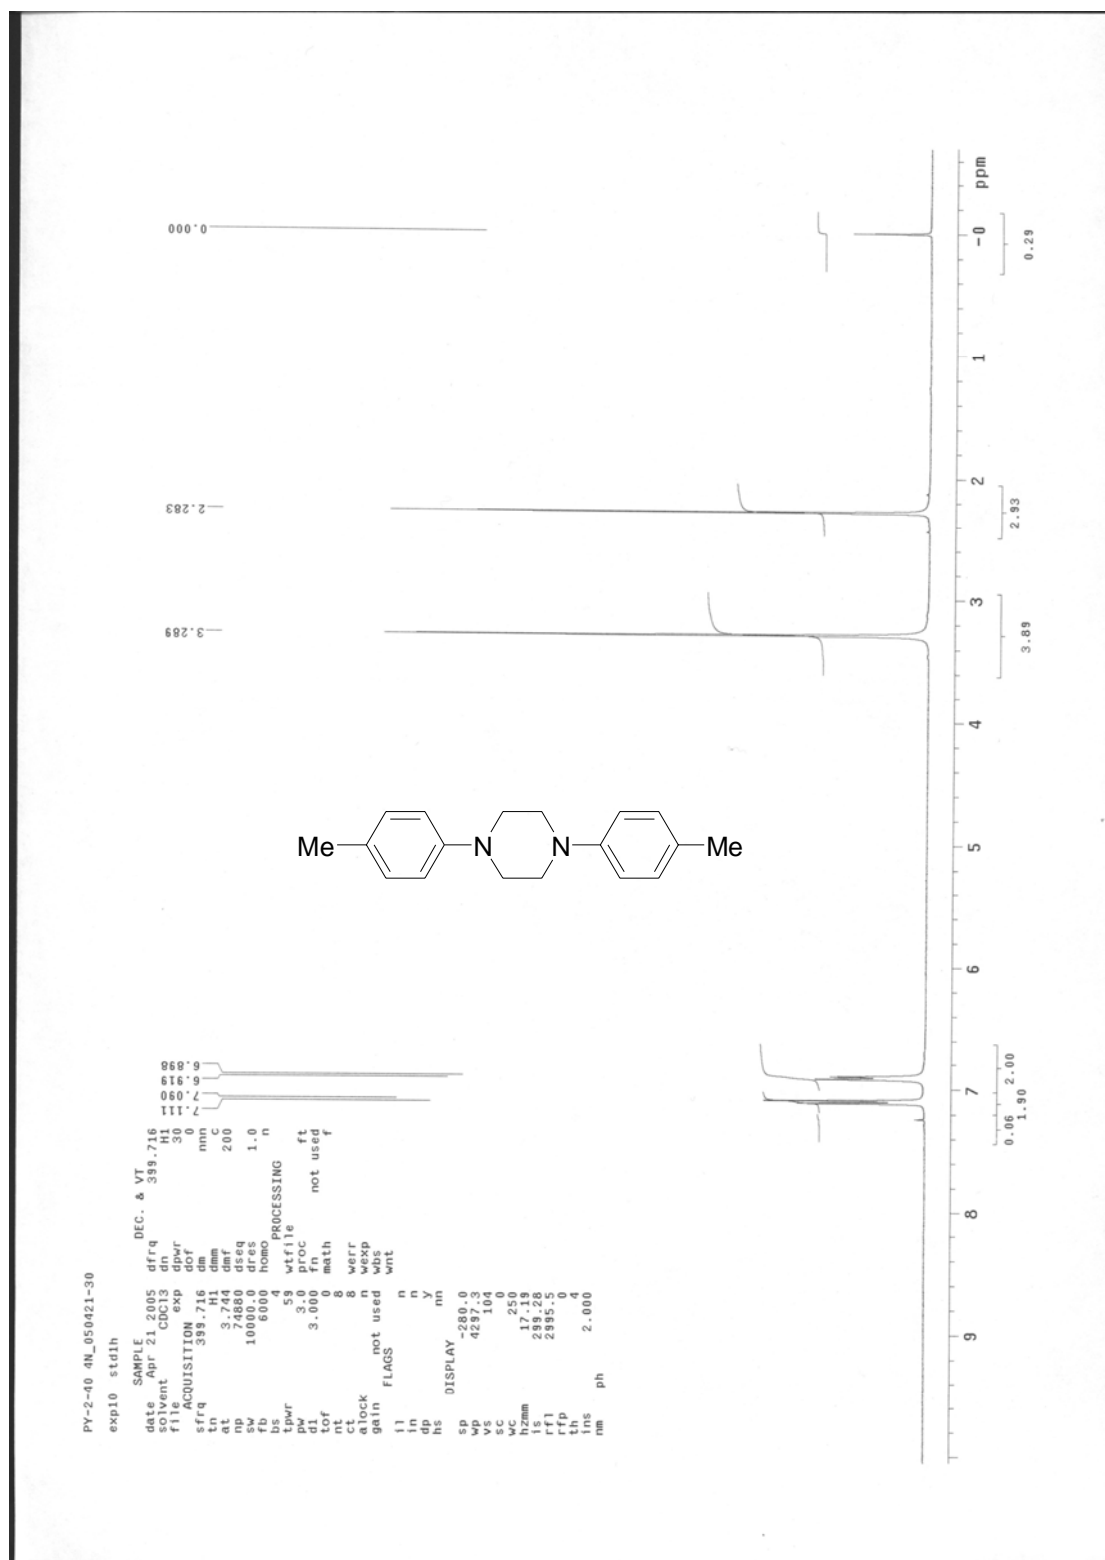 PY-2-40 4N_050421-30
exp10 std1h
SAMPLE
date Apr 21 2005
solvent CDCl3
file exp
ACQUISITION
sfrq 399.716
tn H1
at 3.744
np 74880
sw 10000.0
fb 6000
bs 4
tpwr 59
pw 3.0
d1 3.000
tof 0
nt 8
ct 8
alock n
gain not used
FLAGS
il n
in n
dp y
hs nn
DISPLAY
sp -280.0
wp 4297.3
vs 104
sc 0
wc 250
hzmm 17.19
is 299.28
rfl 2995.5
rfp 0
th 4
ins 2.000
nm ph
DEC. & VT
dfrq 399.716
dn H1
dpwr 30
dof 0
dm nnn
dmm c
dmf 200
dseq
dres 1.0
homo n
PROCESSING
wtfile
proc ft
fn not used
math f
werr
wexp
wbs
wnt
7.111
7.090
6.919
6.898
3.289
2.283
0.000
Me
N
N
Me
9 8 7 6 5 4 3 2 1 -0 ppm
0.06
1.90
2.00
3.89
2.93
0.29